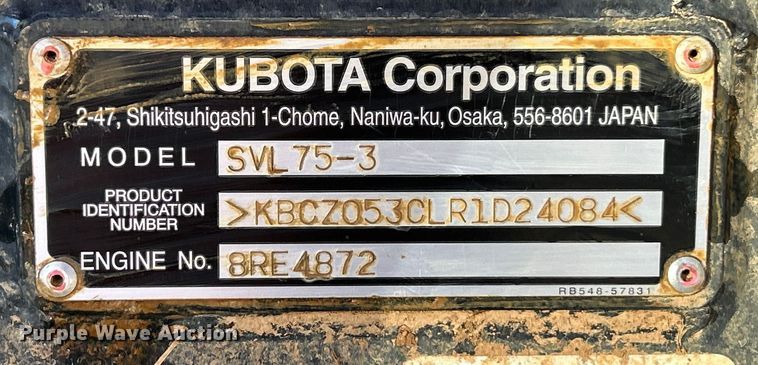 KUBOTA Corporation
2-47, Shikitsuhigashi 1-Chome, Naniwa-ku, Osaka, 556-8601 JAPAN
MODEL SVL75-3
PRODUCT
IDENTIFICATION
NUMBER
>KBCZ053CLR1D24084<
ENGINE No. 8RE4872
RB548-57831
Purple Wave Auction